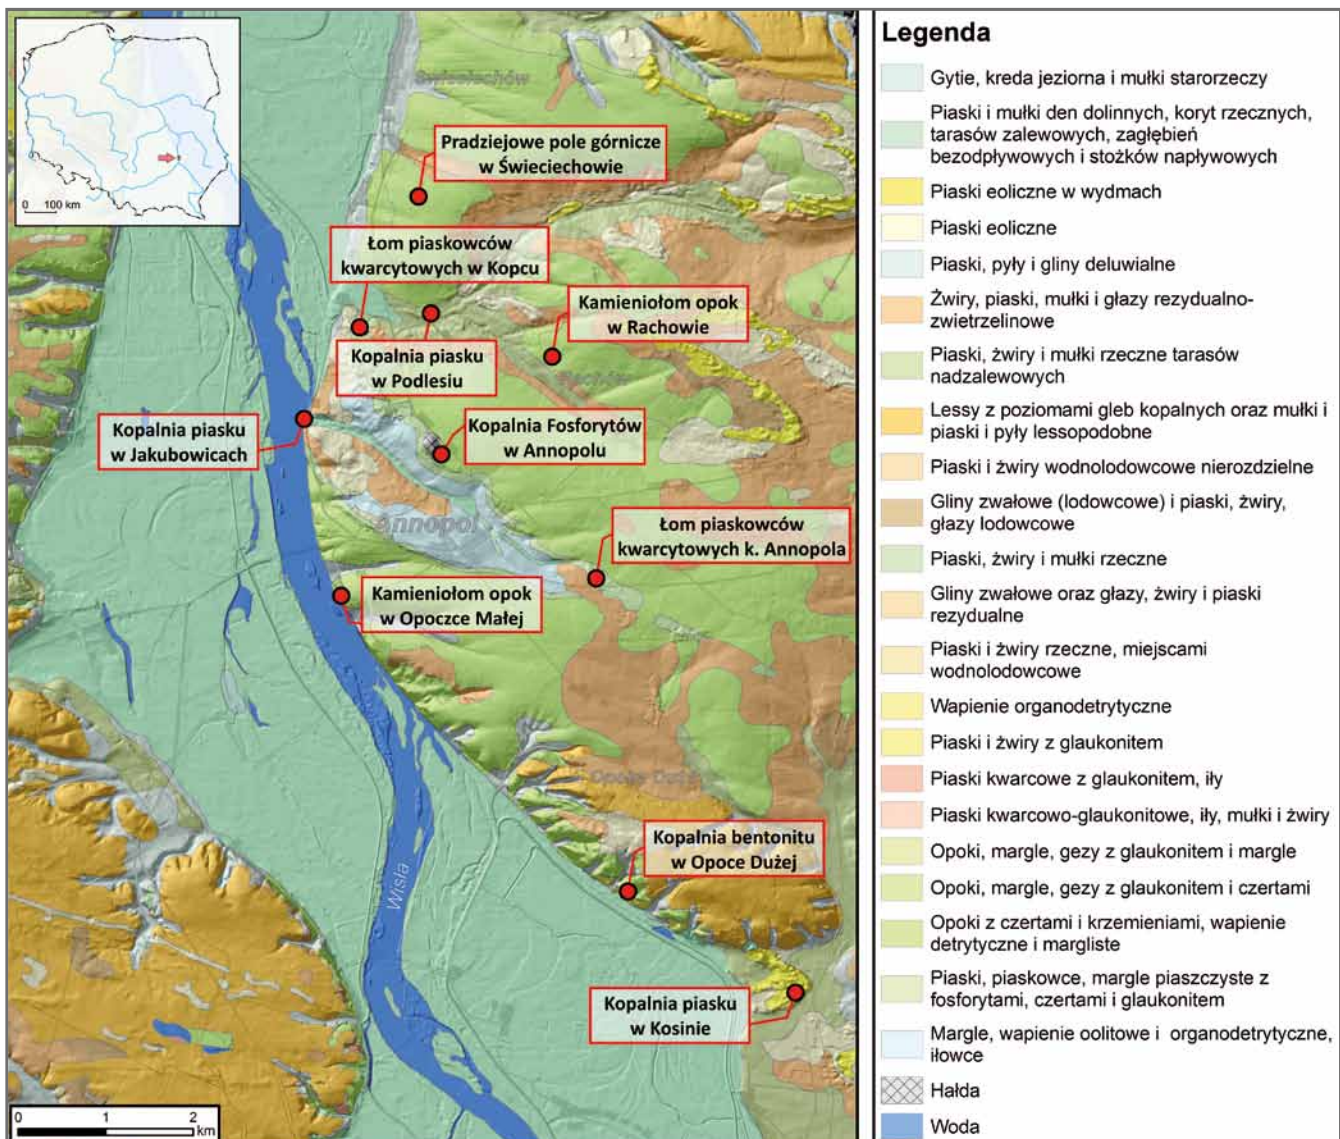 0 100 km
Świeciechów
Pradziejowe pole górnicze
w Świeciechowie
Łom piaskowców
kwarcytowych w Kopcu
Kamieniołom opok
w Rachowie
Kopalnia piasku
w Podlesiu
Kopalnia piasku
w Jakubowicach
Kopalnia Fosforytów
w Annopolu
Annopol
Łom piaskowców
kwarcytowych k. Annopola
Kamieniołom opok
w Opoczce Małej
Kopalnia bentonitu
w Opoce Dużej
Wisła
Kopalnia piasku
w Kosinie
0 1 2
km
Legenda
Gytie, kreda jeziorna i mułki starorzeczy
Piaski i mułki den dolinnych, koryt rzecznych,
tarasów zalewowych, zagłębień
bezodpływowych i stożków napływowych
Piaski eoliczne w wydmach
Piaski eoliczne
Piaski, pyły i gliny deluwialne
Żwiry, piaski, mułki i głazy rezydualno-
zwietrzelinowe
Piaski, żwiry i mułki rzeczne tarasów
nadzalewowych
Lessy z poziomami gleb kopalnych oraz mułki i
piaski i pyły lessopodobne
Piaski i żwiry wodnolodowcowe nierozdzielne
Gliny zwałowe (lodowcowe) i piaski, żwiry,
głazy lodowcowe
Piaski, żwiry i mułki rzeczne
Gliny zwałowe oraz głazy, żwiry i piaski
rezydualne
Piaski i żwiry rzeczne, miejscami
wodnolodowcowe
Wapienie organodetrytyczne
Piaski i żwiry z glaukonitem
Piaski kwarcowe z glaukonitem, iły
Piaski kwarcowo-glaukonitowe, iły, mułki i żwiry
Opoki, margle, gezy z glaukonitem i margle
Opoki, margle, gezy z glaukonitem i czertami
Opoki z czertami i krzemieniami, wapienie
detrytyczne i margliste
Piaski, piaskowce, margle piaszczyste z
fosforytami, czertami i glaukonitem
Margle, wapienie oolitowe i organodetrytyczne,
iłowce
Hałda
Woda